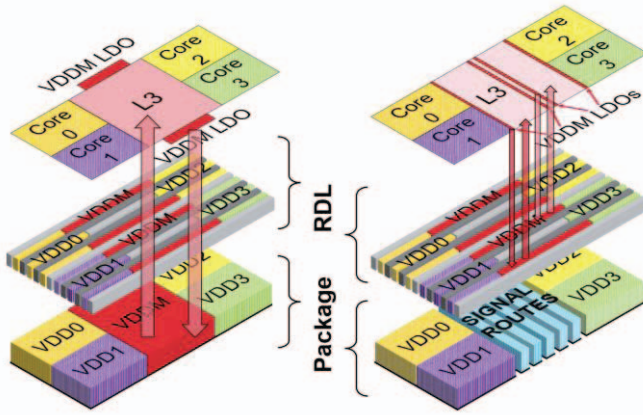 VDDM LDO
Core
2
Core
3
L3
Core
0
Core
1
VDDM LDO
VDDM
VDD2
VDD0
VDDM
VDD3
VDD1
VDD2
VDDM
VDD3
VDD0
VDD1
RDL
Package
Core
2
Core
3
L3
Core
0
Core
1
VDDM LDOs
VDDM
VDD2
VDD0
VDDM
VDD3
VDD1
VDD2
VDD3
SIGNAL
ROUTES
VDD0
VDD1